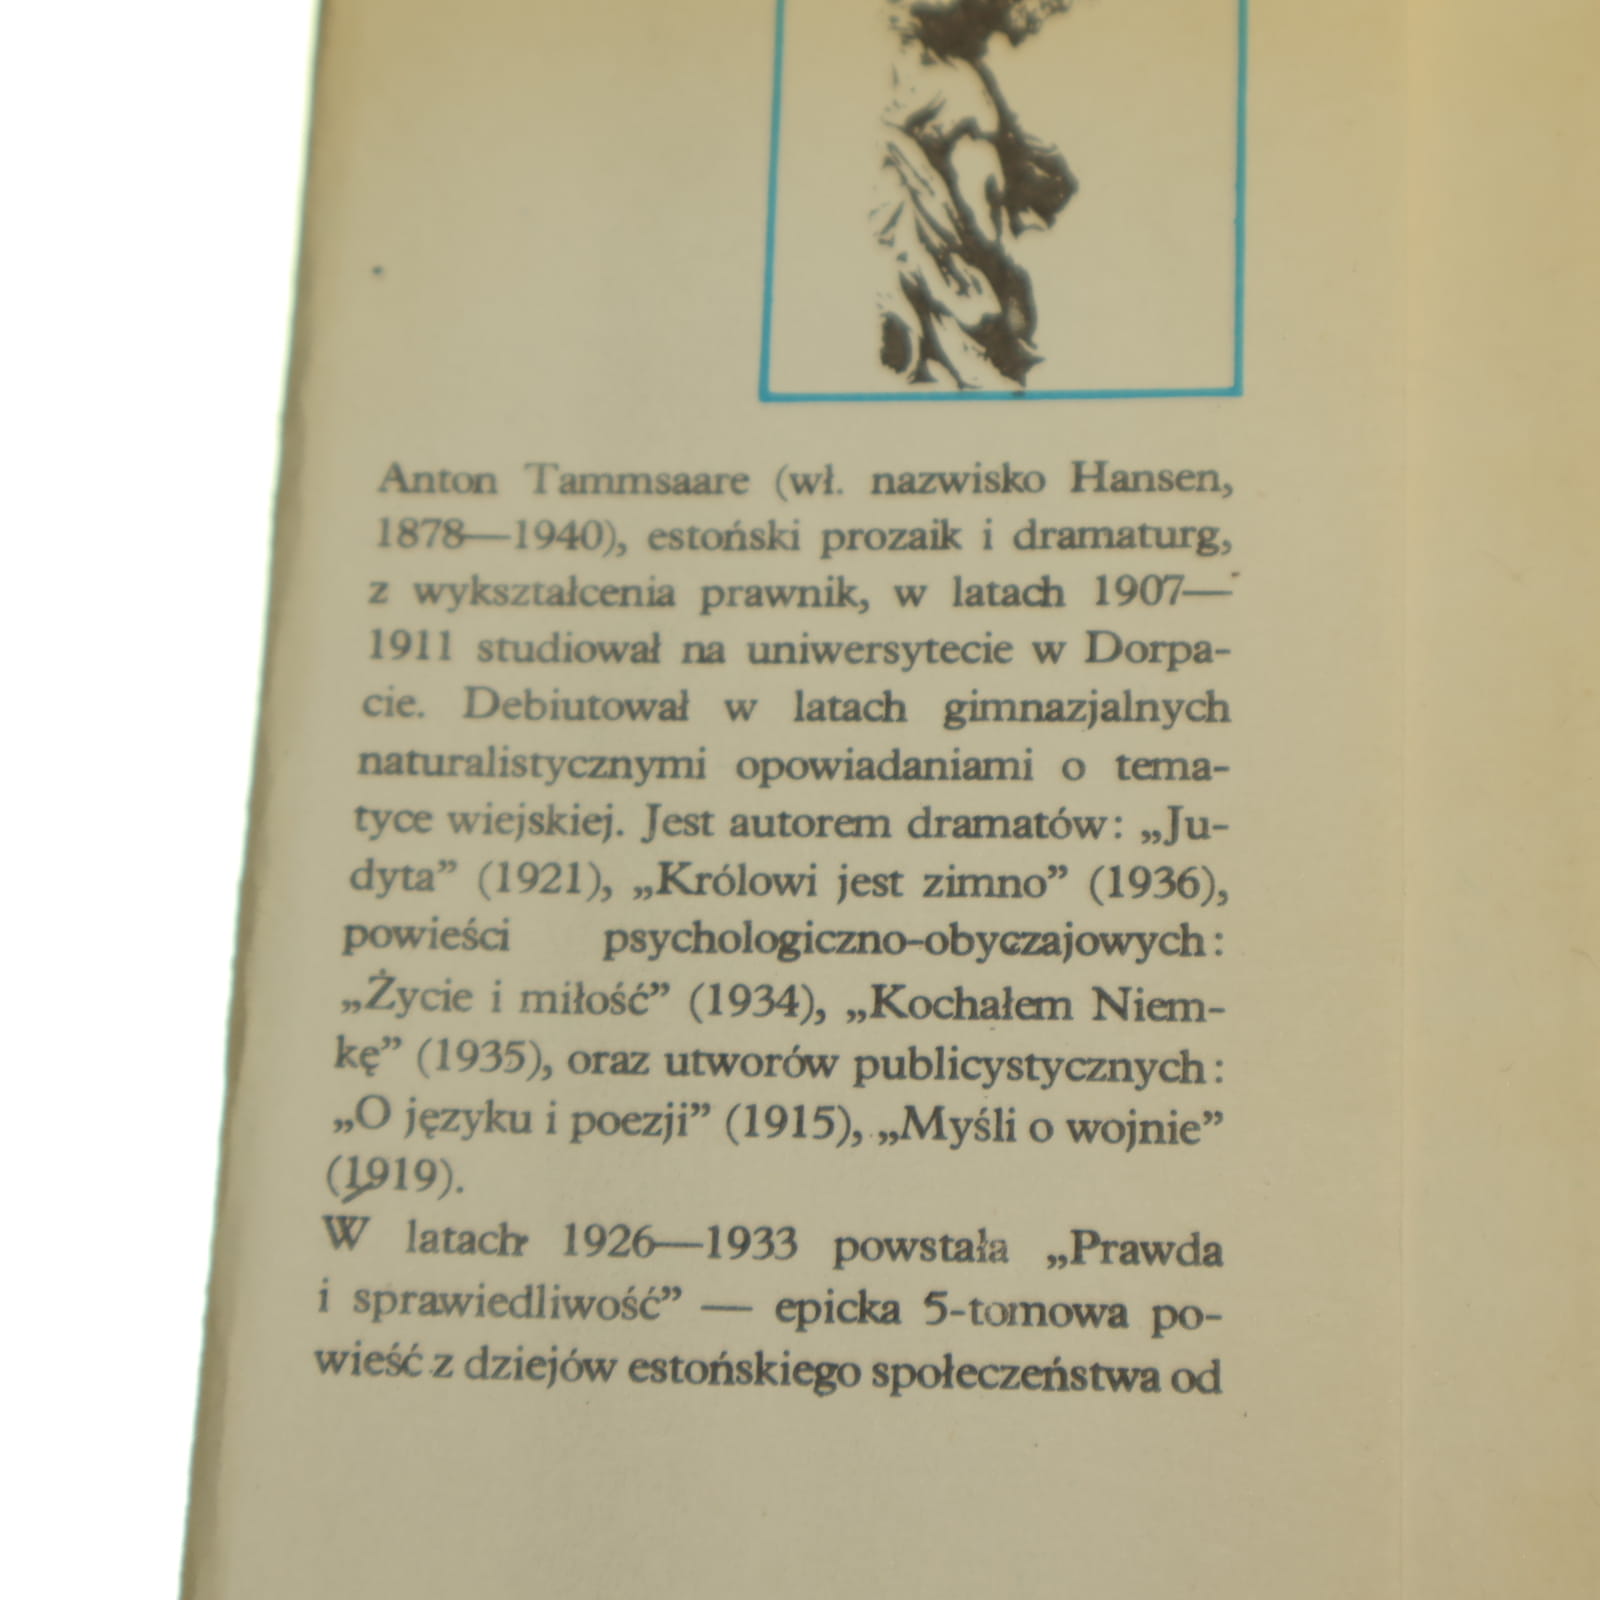 Anton Tammsaare (wł. nazwisko Hansen,
1878—1940), estoński prozaik i dramaturg,
z wykształcenia prawnik, w latach 1907—
1911 studiował na uniwersytecie w Dorpa-
cie. Debiutował w latach gimnazjalnych
naturalistycznymi opowiadaniami o tema-
tyce wiejskiej. Jest autorem dramatów: „Ju-
dyta” (1921), „Królowi jest zimno” (1936),
powieści psychologiczno-obyczajowych:
„Życie i miłość” (1934), „Kochałem Niem-
kę” (1935), oraz utworów publicystycznych:
„O języku i poezji” (1915), „Myśli o wojnie”
(1919).
W latach 1926—1933 powstała „Prawda
i sprawiedliwość” — epicka 5-tomowa po-
wieść z dziejów estońskiego społeczeństwa od